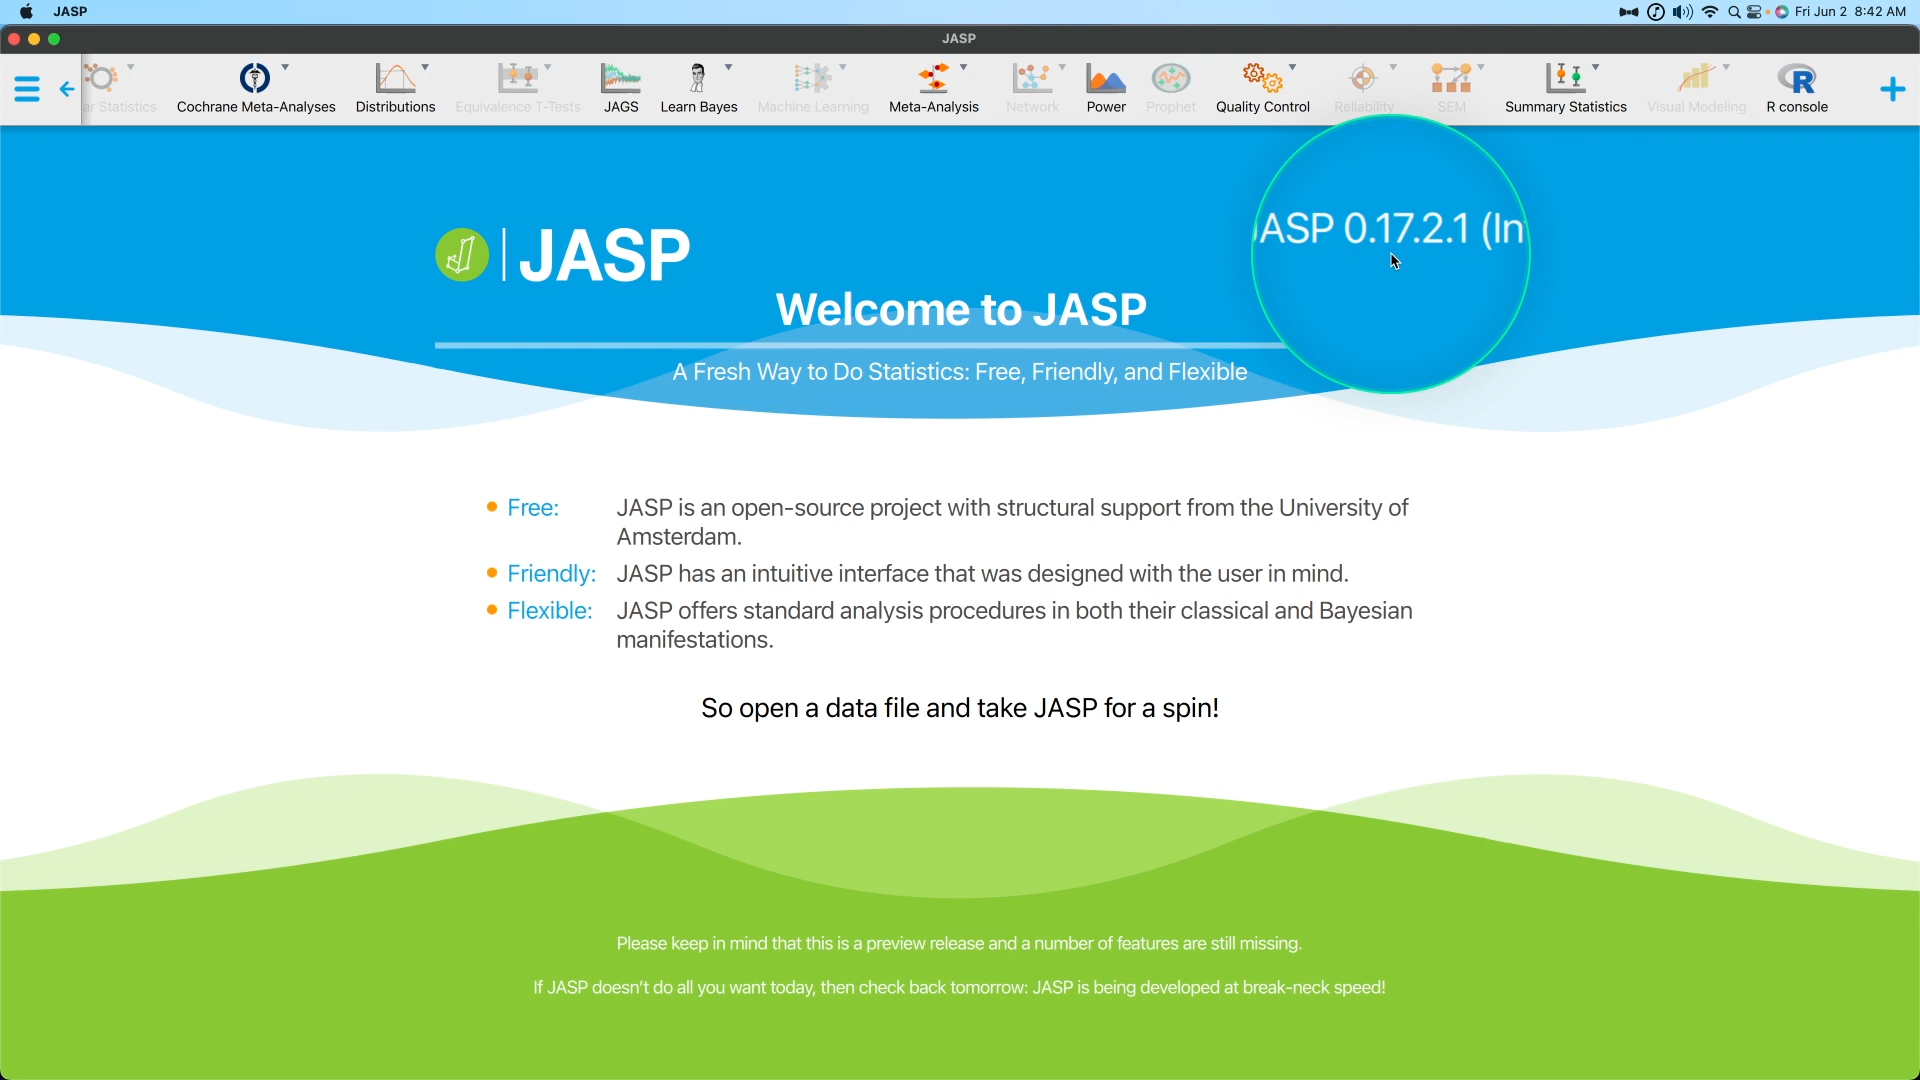 JASP
Fri Jun 2 8:42 AM
JASP
Statistics
Cochrane Meta-Analyses
Distributions
Equivalence T-Tests
JAGS
Learn Bayes
Machine Learning
Meta-Analysis
Network
Power
Prophet
Quality Control
Reliability
SEM
Summary Statistics
Visual Modeling
R console
ASP 0.17.2.1 (In
JASP
Welcome to JASP
A Fresh Way to Do Statistics: Free, Friendly, and Flexible
Free: JASP is an open-source project with structural support from the University of
Amsterdam.
Friendly: JASP has an intuitive interface that was designed with the user in mind.
Flexible: JASP offers standard analysis procedures in both their classical and Bayesian
manifestations.
So open a data file and take JASP for a spin!
Please keep in mind that this is a preview release and a number of features are still missing.
If JASP doesn't do all you want today, then check back tomorrow: JASP is being developed at break-neck speed!